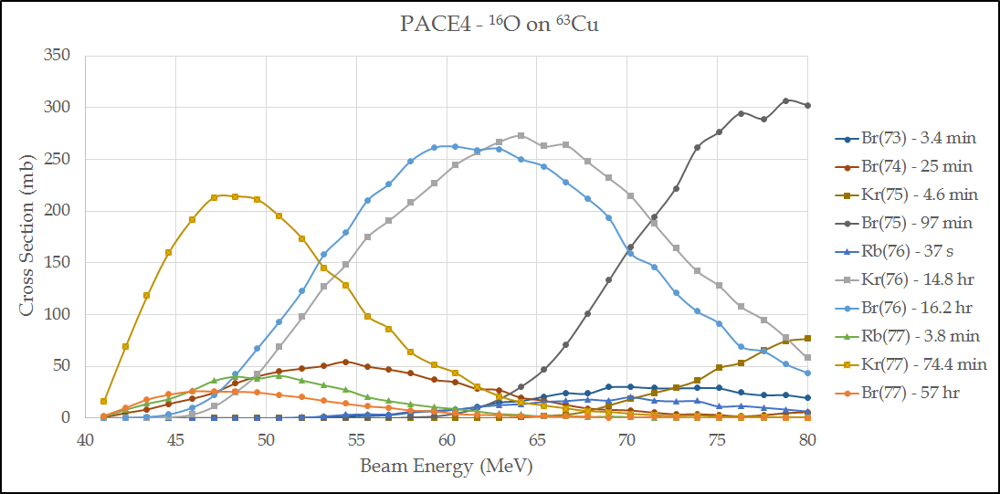 PACE4 - ¹⁶O on ⁶³Cu
350
300
250
200
150
100
50
0
Cross Section (mb)
40
45
50
55
60
65
70
75
80
Beam Energy (MeV)
Br(73) - 3.4 min
Br(74) - 25 min
Kr(75) - 4.6 min
Br(75) - 97 min
Rb(76) - 37 s
Kr(76) - 14.8 hr
Br(76) - 16.2 hr
Rb(77) - 3.8 min
Kr(77) - 74.4 min
Br(77) - 57 hr